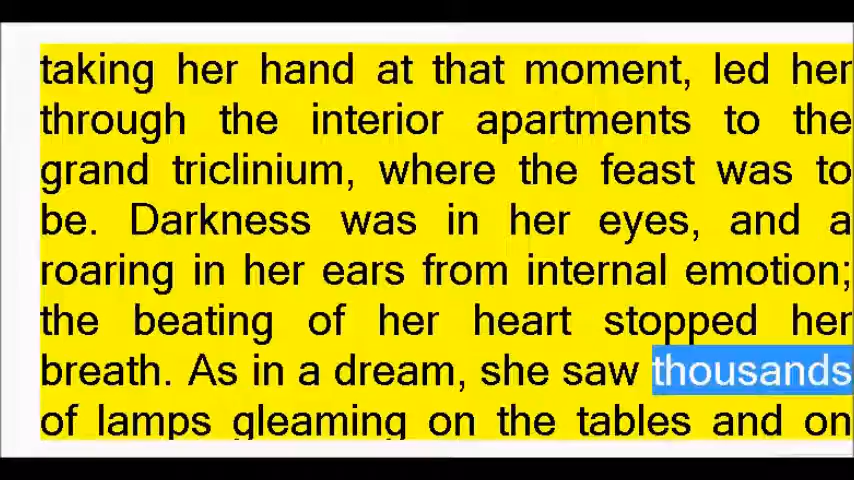 taking her hand at that moment, led her
through the interior apartments to the
grand triclinium, where the feast was to
be. Darkness was in her eyes, and a
roaring in her ears from internal emotion;
the beating of her heart stopped her
breath. As in a dream, she saw thousands
of lamps gleaming on the tables and on